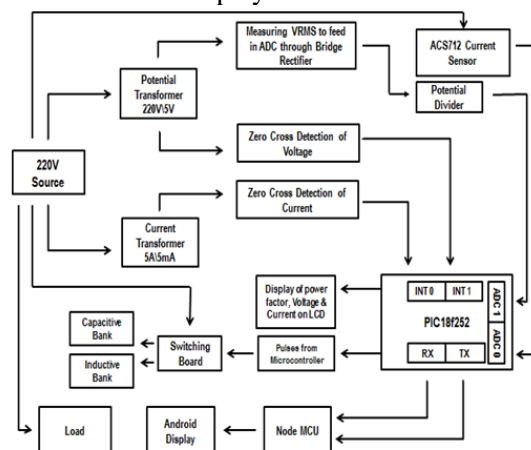 Measuring VRMS to feed
in ADC through Bridge
Rectifier
ACS712 Current
Sensor
Potential
Transformer
220V\5V
Potential
Divider
Zero Cross Detection of
Voltage
220V
Source
Zero Cross Detection of
Current
Current
Transformer
5A\5mA
INT 0
INT 1
ADC 1
ADC 0
PIC18f252
RX
TX
Display of power
factor, Voltage &
Current on LCD
Capacitive
Bank
Inductive
Bank
Switching
Board
Pulses from
Microcontroller
Load
Android
Display
Node MCU